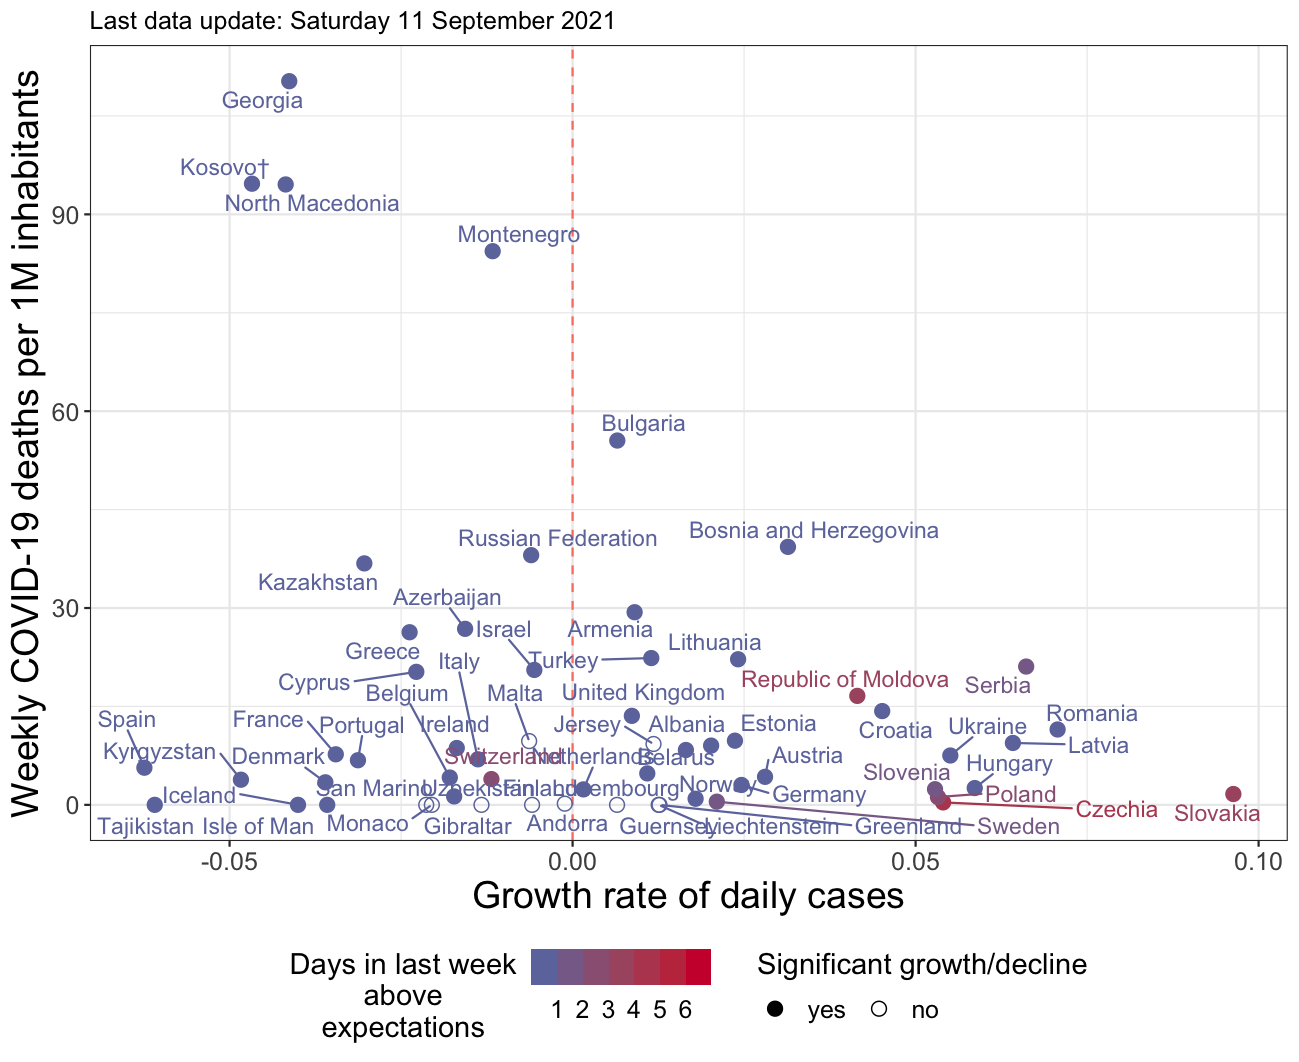 Last data update: Saturday 11 September 2021
Weekly COVID-19 deaths per 1M inhabitants
Georgia
Kosovo†
North Macedonia
90
Montenegro
60
Bulgaria
Bosnia and Herzegovina
Russian Federation
Kazakhstan
Azerbaijan
30
Israel
Armenia
Lithuania
Greece
Italy
Turkey
Cyprus
Republic of Moldova
Serbia
Belgium
Malta
United Kingdom
Spain
France
Portugal
Ireland
Jersey
Albania
Estonia
Croatia
Ukraine
Romania
Latvia
Kyrgyzstan
Denmark
Switzerland
Netherlands
Belarus
Austria
Hungary
Slovenia
Iceland
San Marino
Uzbekistan
Finland
Luxembourg
Norway
Germany
Poland
0
Czechia
Slovakia
Tajikistan
Isle of Man
Monaco
Gibraltar
Andorra
Guernsey
Liechtenstein
Greenland
Sweden
-0.05
0.00
0.05
0.10
Growth rate of daily cases
Days in last week
above
expectations
1 2 3 4 5 6
Significant growth/decline
yes
no